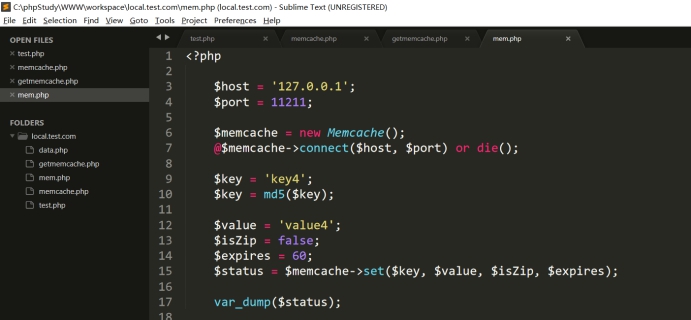 C:\phpStudy\WWW\workspace\local.test.com\mem.php (local.test.com) - Sublime Text (UNREGISTERED)
File Edit Selection Find View Goto Tools Project Preferences Help
OPEN FILES
test.php
memcache.php
getmemcache.php
mem.php
FOLDERS
local.test.com
data.php
getmemcache.php
mem.php
memcache.php
test.php
test.php memcache.php getmemcache.php mem.php
1 <?php
2
3 $host = '127.0.0.1';
4 $port = 11211;
5
6 $memcache = new Memcache();
7 @$memcache->connect($host, $port) or die();
8
9 $key = 'key4';
10 $key = md5($key);
11
12 $value = 'value4';
13 $isZip = false;
14 $expires = 60;
15 $status = $memcache->set($key, $value, $isZip, $expires);
16
17 var_dump($status);
18